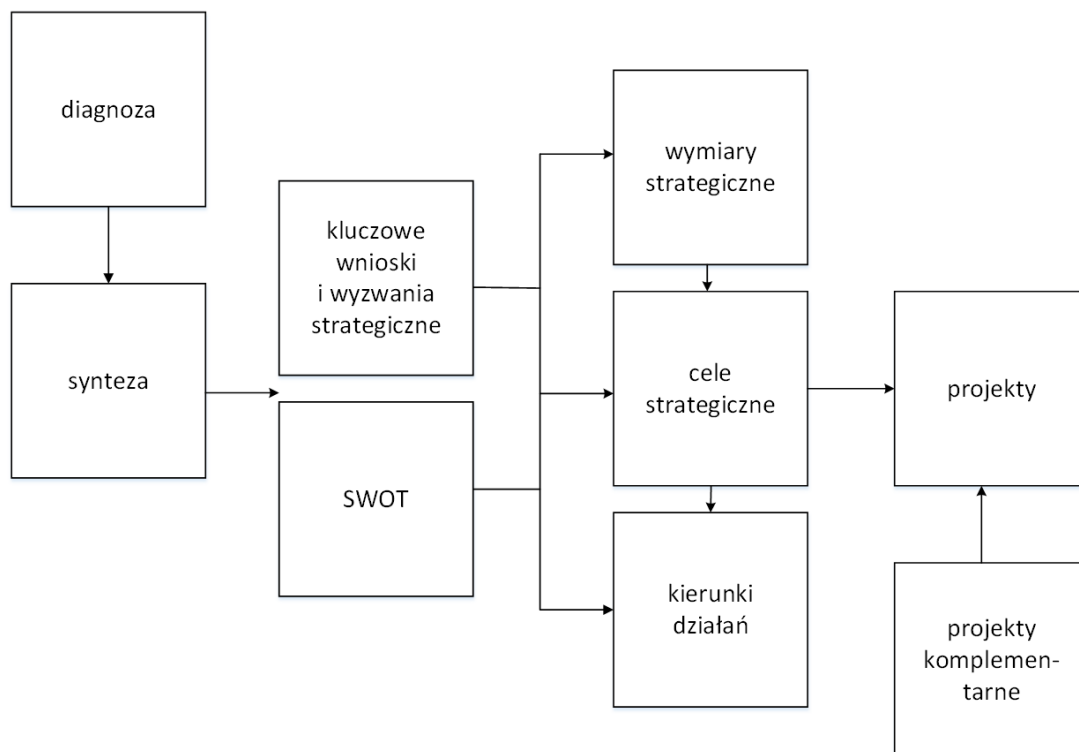 diagnoza
synteza
kluczowe
wnioski
i wyzwania
strategiczne
SWOT
wymiary
strategiczne
cele
strategiczne
kierunki
działań
projekty
projekty
komplemen-
tarne